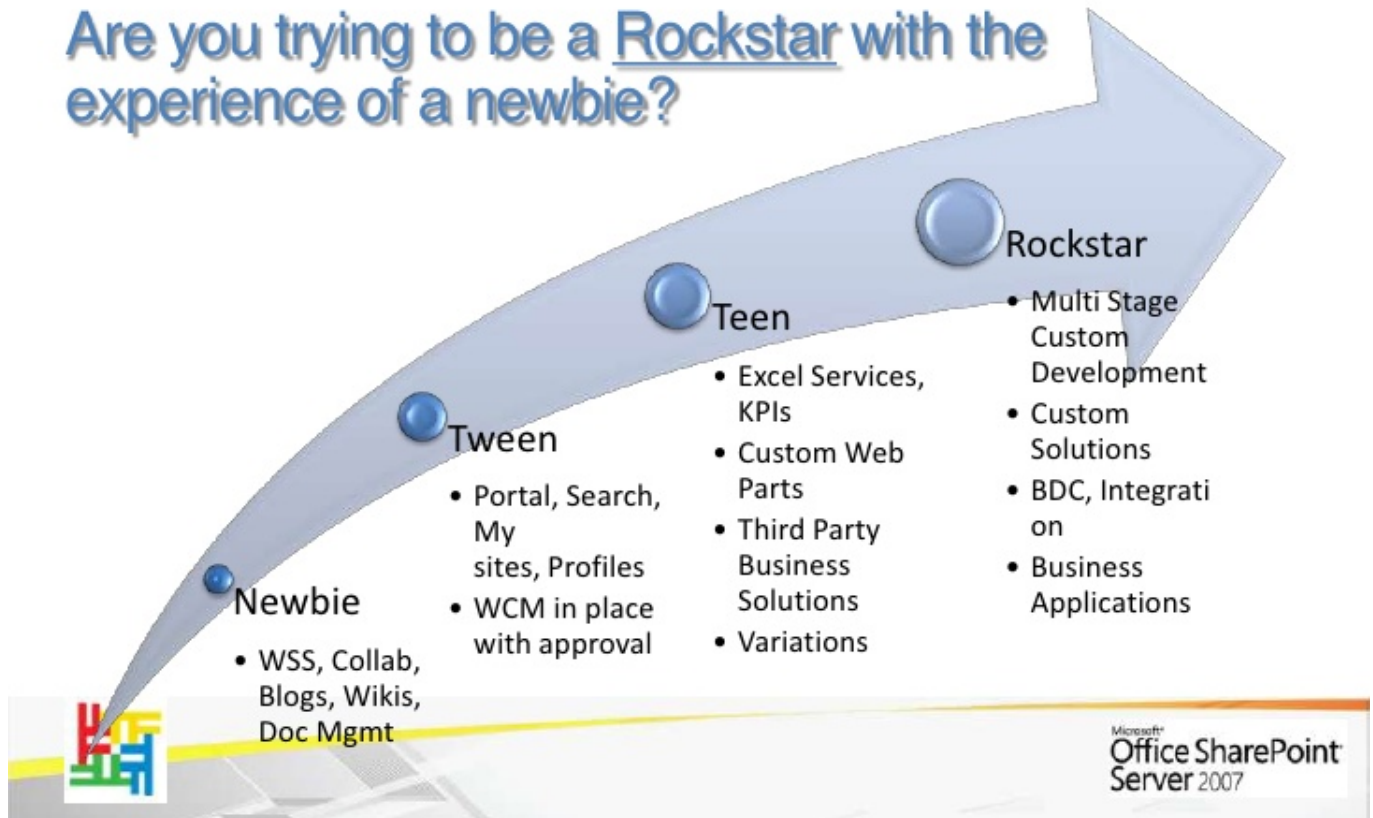 Are you trying to be a Rockstar with the
experience of a newbie?
Newbie
• WSS, Collab,
Blogs, Wikis,
Doc Mgmt
Tween
• Portal, Search,
My
sites, Profiles
• WCM in place
with approval
Teen
• Excel Services,
KPIs
• Custom Web
Parts
• Third Party
Business
Solutions
• Variations
Rockstar
• Multi Stage
Custom
Development
• Custom
Solutions
• BDC, Integrati
on
• Business
Applications
Microsoft®
Office SharePoint®
Server 2007